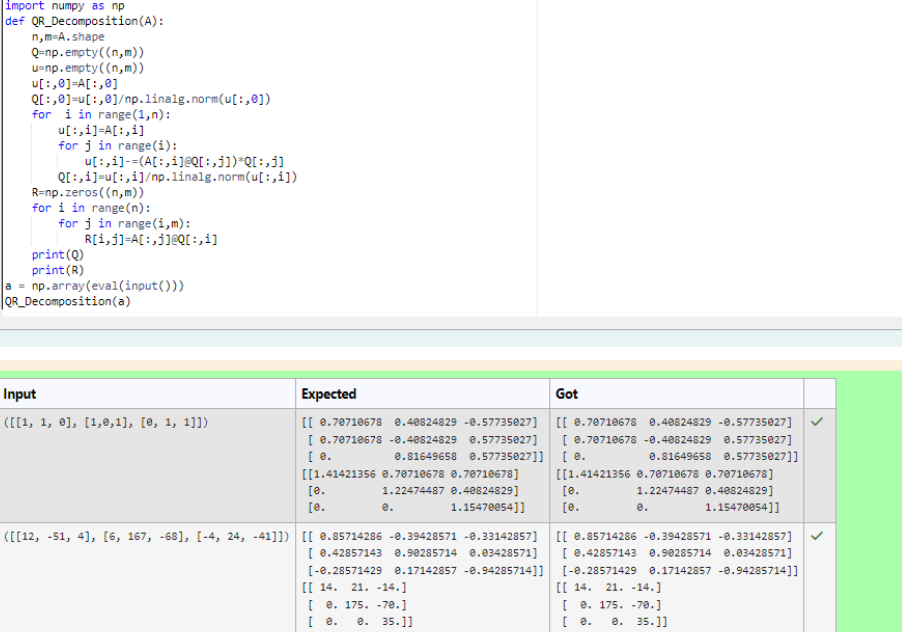 import numpy as np
def QR_Decomposition(A):
    n,m=A.shape
    Q=np.empty((n,m))
    u=np.empty((n,m))
    u[:,0]=A[:,0]
    Q[:,0]=u[:,0]/np.linalg.norm(u[:,0])
    for  i in range(1,n):
        u[:,i]=A[:,i]
        for j in range(i):
            u[:,i]-=(A[:,i]@Q[:,j])*Q[:,j]
        Q[:,i]=u[:,i]/np.linalg.norm(u[:,i])
    R=np.zeros((n,m))
    for i in range(n):
        for j in range(i,m):
            R[i,j]=A[:,j]@Q[:,i]
    print(Q)
    print(R)
a = np.array(eval(input()))
QR_Decomposition(a)
Input Expected Got
([[1, 1, 0], [1,0,1], [0, 1, 1]]) [[ 0.70710678  0.40824829 -0.57735027] [[ 0.70710678  0.40824829 -0.57735027] ✓
[ 0.70710678 -0.40824829  0.57735027] [ 0.70710678 -0.40824829  0.57735027]
[ 0.          0.81649658  0.57735027]] [ 0.          0.81649658  0.57735027]]
[[1.41421356 0.70710678 0.70710678] [[1.41421356 0.70710678 0.70710678]
[0.         1.22474487 0.40824829] [0.         1.22474487 0.40824829]
[0.         0.         1.15470054]] [0.         0.         1.15470054]]
([[12, -51, 4], [6, 167, -68], [-4, 24, -41]]) [[ 0.85714286 -0.39428571 -0.33142857] [[ 0.85714286 -0.39428571 -0.33142857] ✓
[ 0.42857143  0.90285714  0.03428571] [ 0.42857143  0.90285714  0.03428571]
[-0.28571429  0.17142857 -0.94285714]] [-0.28571429  0.17142857 -0.94285714]]
[[ 14.  21. -14.] [[ 14.  21. -14.]
[  0. 175. -70.] [  0. 175. -70.]
[  0.   0.  35.]] [  0.   0.  35.]]